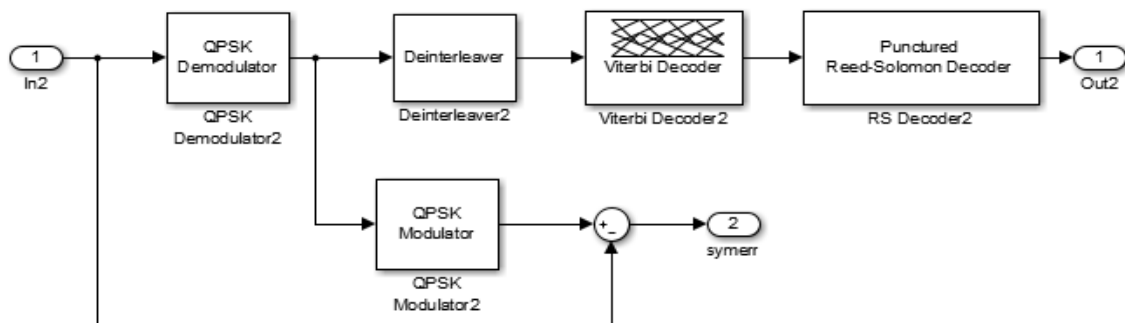 1
In2
QPSK
Demodulator
QPSK
Demodulator2
Deinterleaver
Deinterleaver2
Viterbi Decoder
Viterbi Decoder2
Punctured
Reed-Solomon Decoder
RS Decoder2
1
Out2
QPSK
Modulator
QPSK
Modulator2
+
-
2
symerr